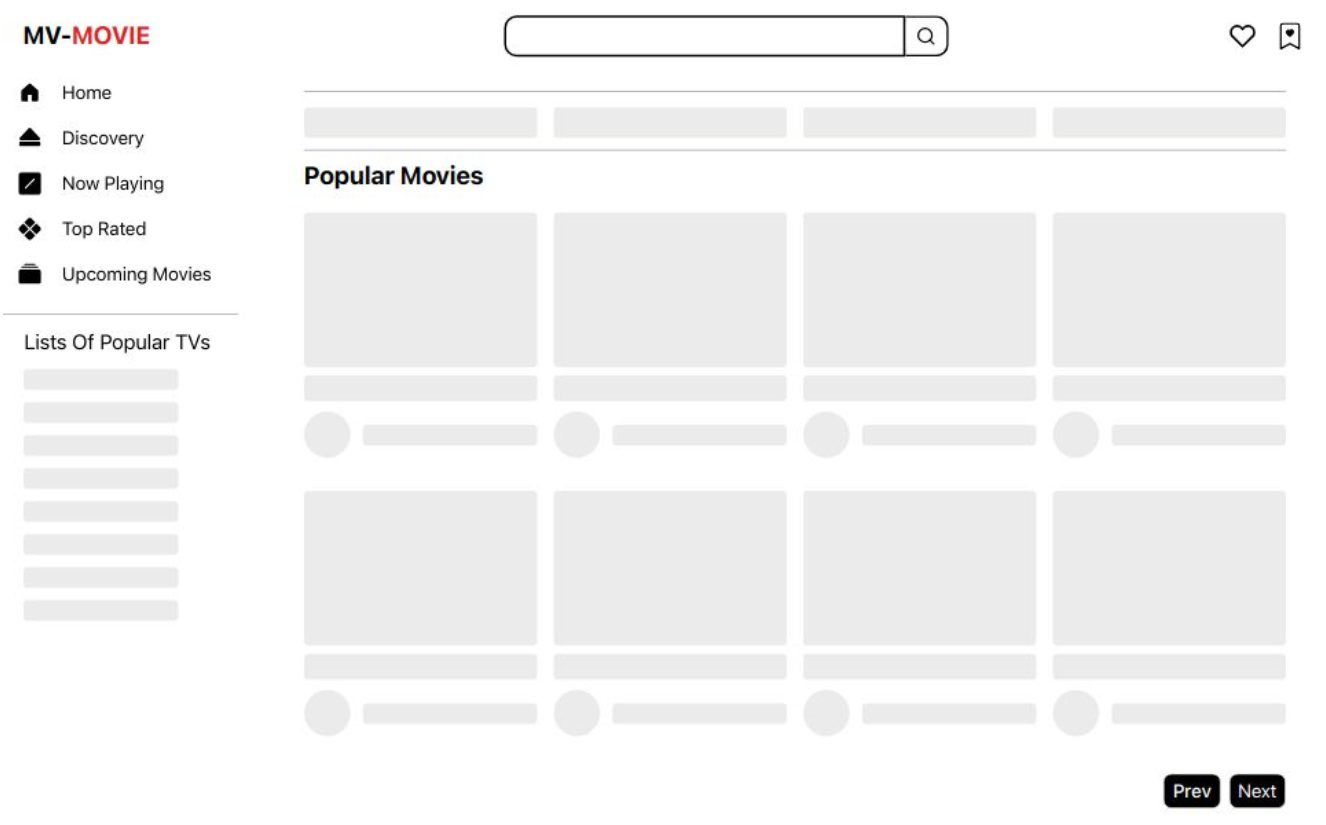 MV-MOVIE
Home
Discovery
Now Playing
Top Rated
Upcoming Movies
Lists Of Popular TVs
Popular Movies
Prev
Next